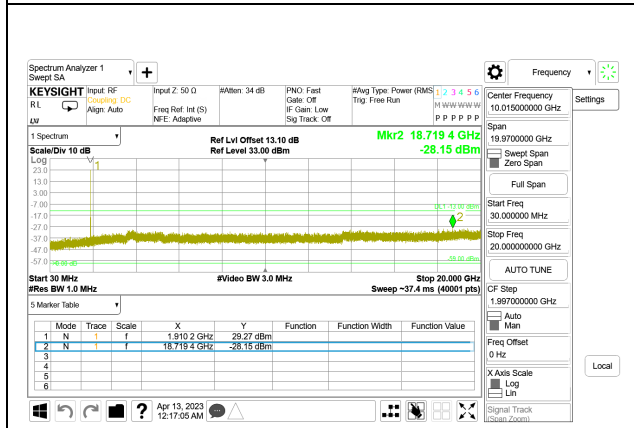 Spectrum Analyzer 1
Swept SA
+
Frequency
KEYSIGHT
RL
LXI
Input: RF
Coupling: DC
Align: Auto
Input Z: 50 Ω
Freq Ref: Int (S)
NFE: Adaptive
#Atten: 34 dB
PNO: Fast
Gate: Off
IF Gain: Low
Sig Track: Off
#Avg Type: Power (RMS
Trig: Free Run
1 2 3 4 5 6
M W W W W W
P P P P P P
Center Frequency
10.015000000 GHz
Settings
Span
19.9700000 GHz
Swept Span
Zero Span
Full Span
Start Freq
30.000000 MHz
Stop Freq
20.000000000 GHz
AUTO TUNE
CF Step
1.997000000 GHz
Auto
Man
Freq Offset
0 Hz
X Axis Scale
Log
Lin
Signal Track
(Span Zoom)
Local
1 Spectrum
Scale/Div 10 dB
Ref Lvl Offset 13.10 dB
Ref Level 33.00 dBm
Mkr2 18.719 4 GHz
-28.15 dBm
Log
1
23.0
13.0
3.00
-7.00
-17.0
-27.0
-37.0
-47.0
-57.0
DL1 -13.00 dBm
2
Start 30 MHz
#Res BW 1.0 MHz
#Video BW 3.0 MHz
Stop 20.000 GHz
Sweep ~37.4 ms (40001 pts)
5 Marker Table
Mode Trace Scale X Y Function Function Width Function Value
1 N 1 f 1.910 2 GHz 29.27 dBm
2 N 1 f 18.719 4 GHz -28.15 dBm
3
4
5
6
?
Apr 13, 2023
12:17:05 AM